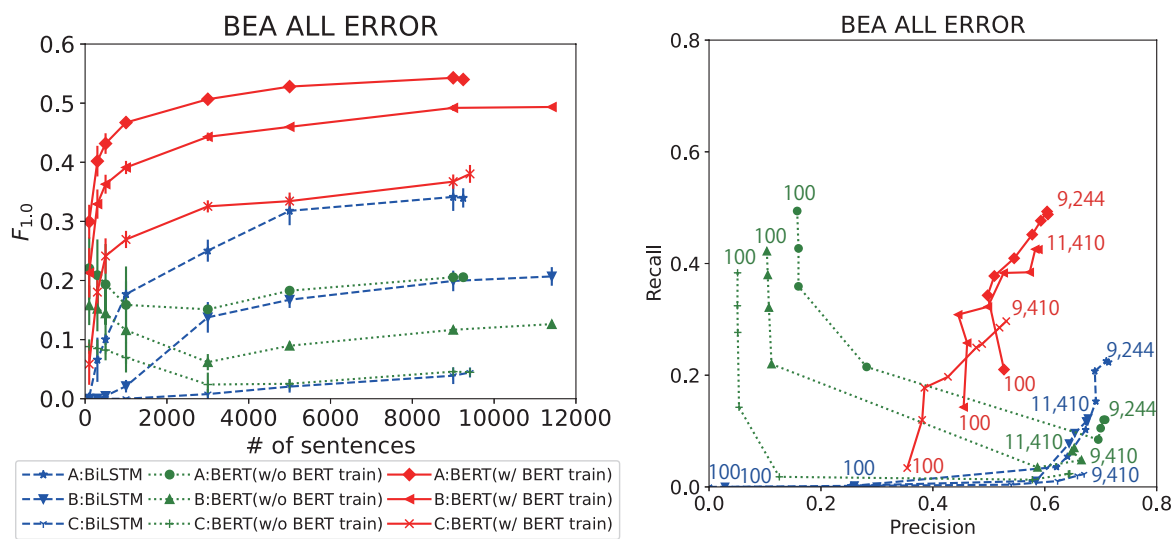 BEA ALL ERROR
0.6
0.5
0.4
0.3
0.2
0.1
0.0
F1.0
0 2000 4000 6000 8000 10000 12000
# of sentences
A:BiLSTM A:BERT(w/o BERT train) A:BERT(w/ BERT train)
B:BiLSTM B:BERT(w/o BERT train) B:BERT(w/ BERT train)
C:BiLSTM C:BERT(w/o BERT train) C:BERT(w/ BERT train)
BEA ALL ERROR
0.8
0.6
0.4
0.2
0.0
Recall
100
100
100
9,244
11,410
9,410
100
100
100
9,244
11,410
9,244
11,410
9,410
9,410
100
100
100
0.0 0.2 0.4 0.6 0.8
Precision